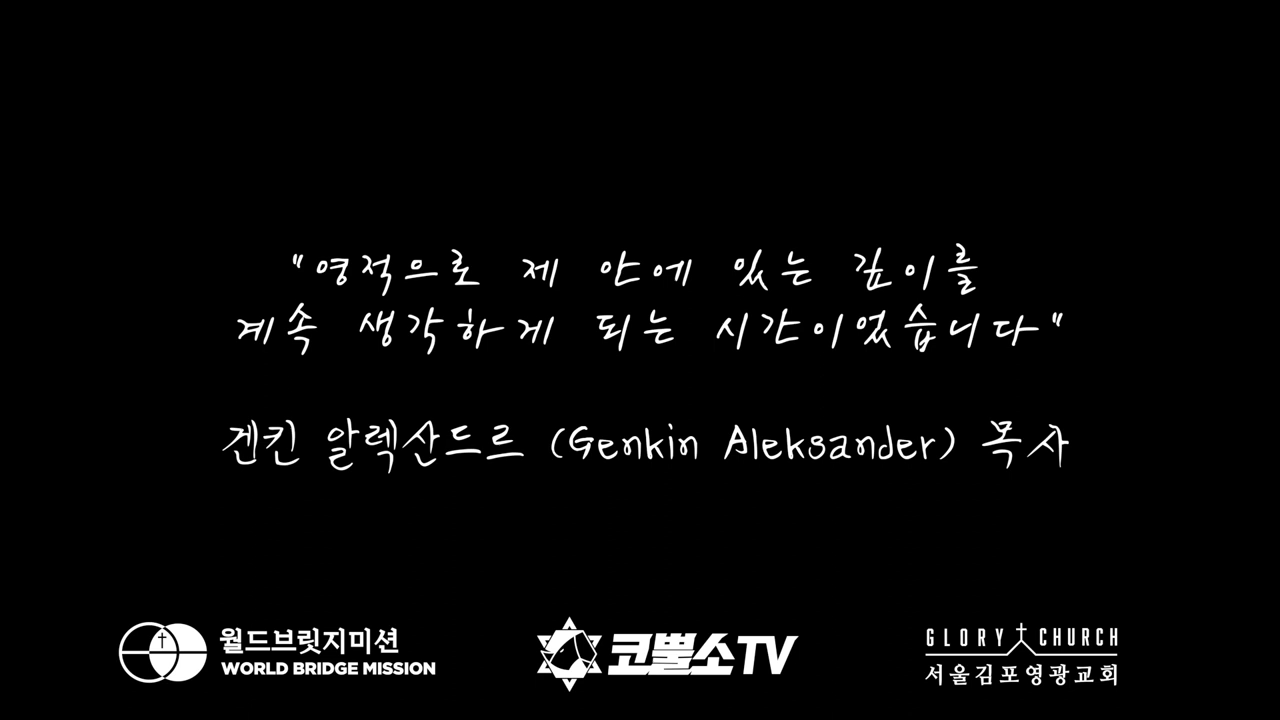 "영적으로 제 안에 있는 깊이를
계속 생각하게 되는 시간이었습니다"
겐킨 알렉산드르 (Genkin Aleksander) 목사
월드브릿지미션
WORLD BRIDGE MISSION
코뿔소TV
GLORY CHURCH
서울김포영광교회